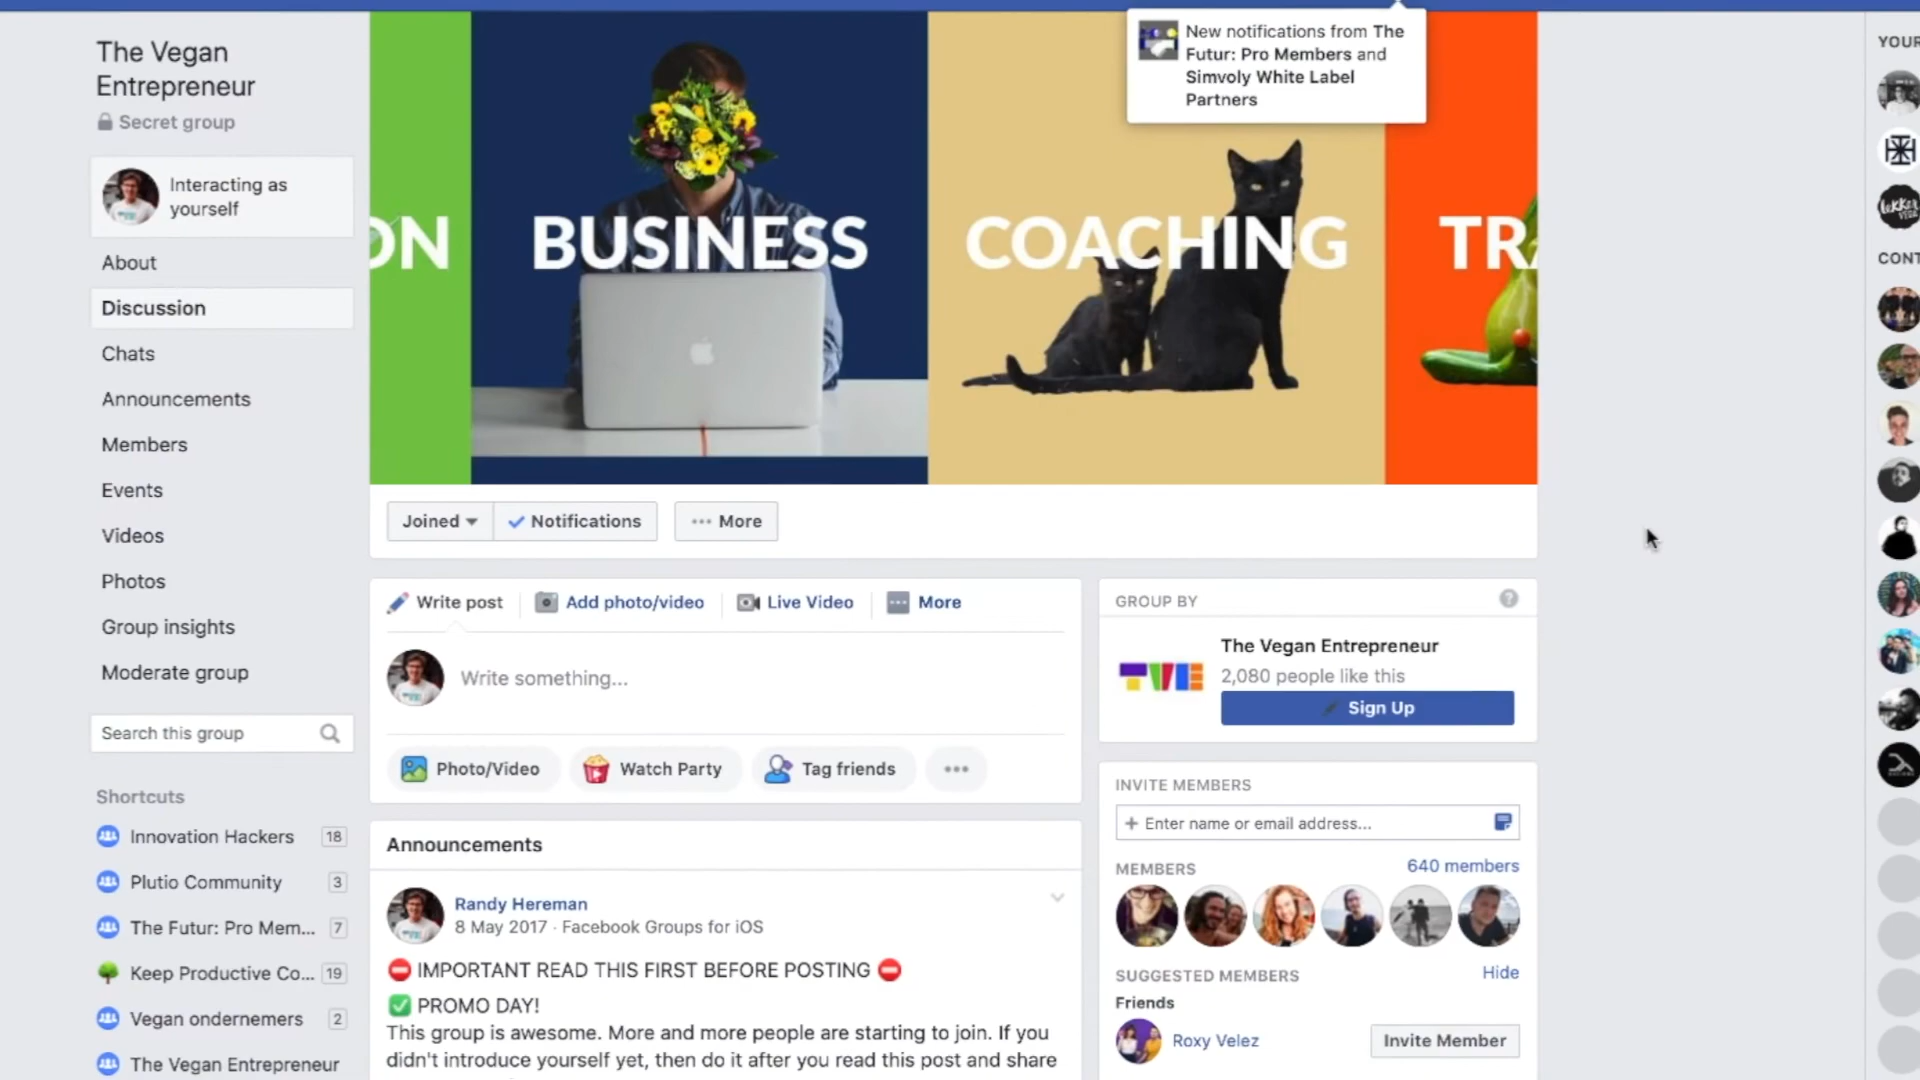 The Vegan
Entrepreneur
Secret group
Interacting as
yourself
About
Discussion
Chats
Announcements
Members
Events
Videos
Photos
Group insights
Moderate group
Search this group
Shortcuts
Innovation Hackers 18
Plutio Community 3
The Futur: Pro Mem... 7
Keep Productive Co... 19
Vegan ondernemers 2
The Vegan Entrepreneur
ON
BUSINESS
COACHING
TRA
New notifications from The
Futur: Pro Members and
Simvoly White Label
Partners
Joined
Notifications
More
Write post
Add photo/video
Live Video
More
Write something...
Photo/Video
Watch Party
Tag friends
Announcements
Randy Hereman
8 May 2017 · Facebook Groups for iOS
⛔ IMPORTANT READ THIS FIRST BEFORE POSTING ⛔
✅ PROMO DAY!
This group is awesome. More and more people are starting to join. If you
didn't introduce yourself yet, then do it after you read this post and share
GROUP BY
TVE
The Vegan Entrepreneur
2,080 people like this
Sign Up
INVITE MEMBERS
+ Enter name or email address...
MEMBERS
640 members
SUGGESTED MEMBERS
Hide
Friends
Roxy Velez
Invite Member
YOUR
CONT